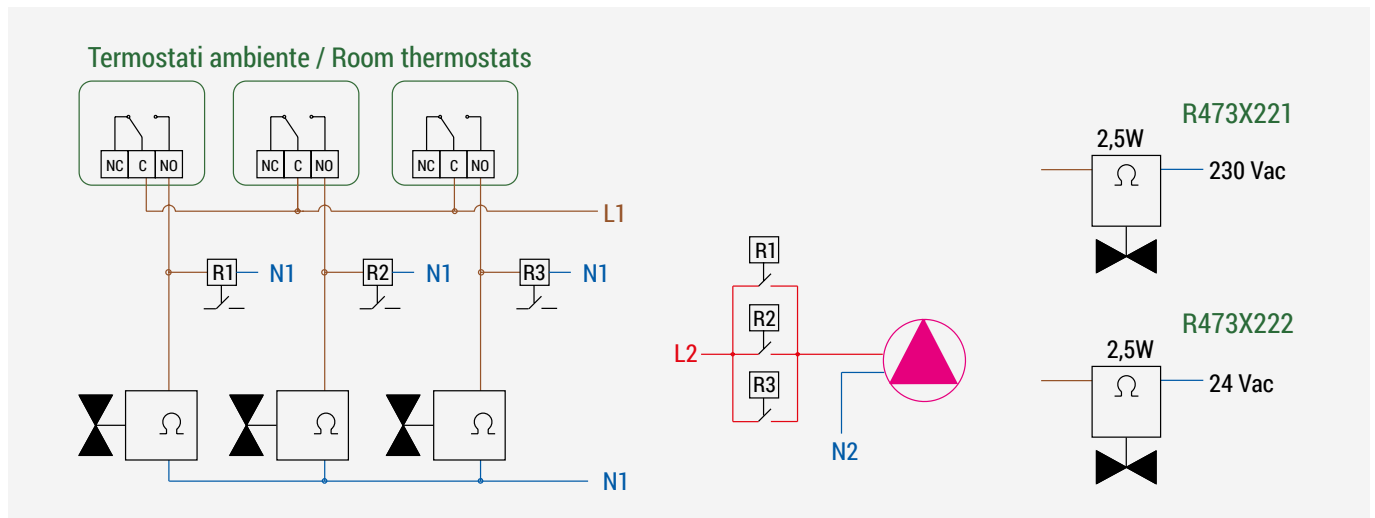 Termostati ambiente / Room thermostats
NC C NO
NC C NO
NC C NO
L1
R1 N1
R2 N1
R3 N1
Ω
Ω
Ω
N1
R1
R2
R3
L2
N2
R473X221
2,5W
Ω
230 Vac
R473X222
2,5W
Ω
24 Vac